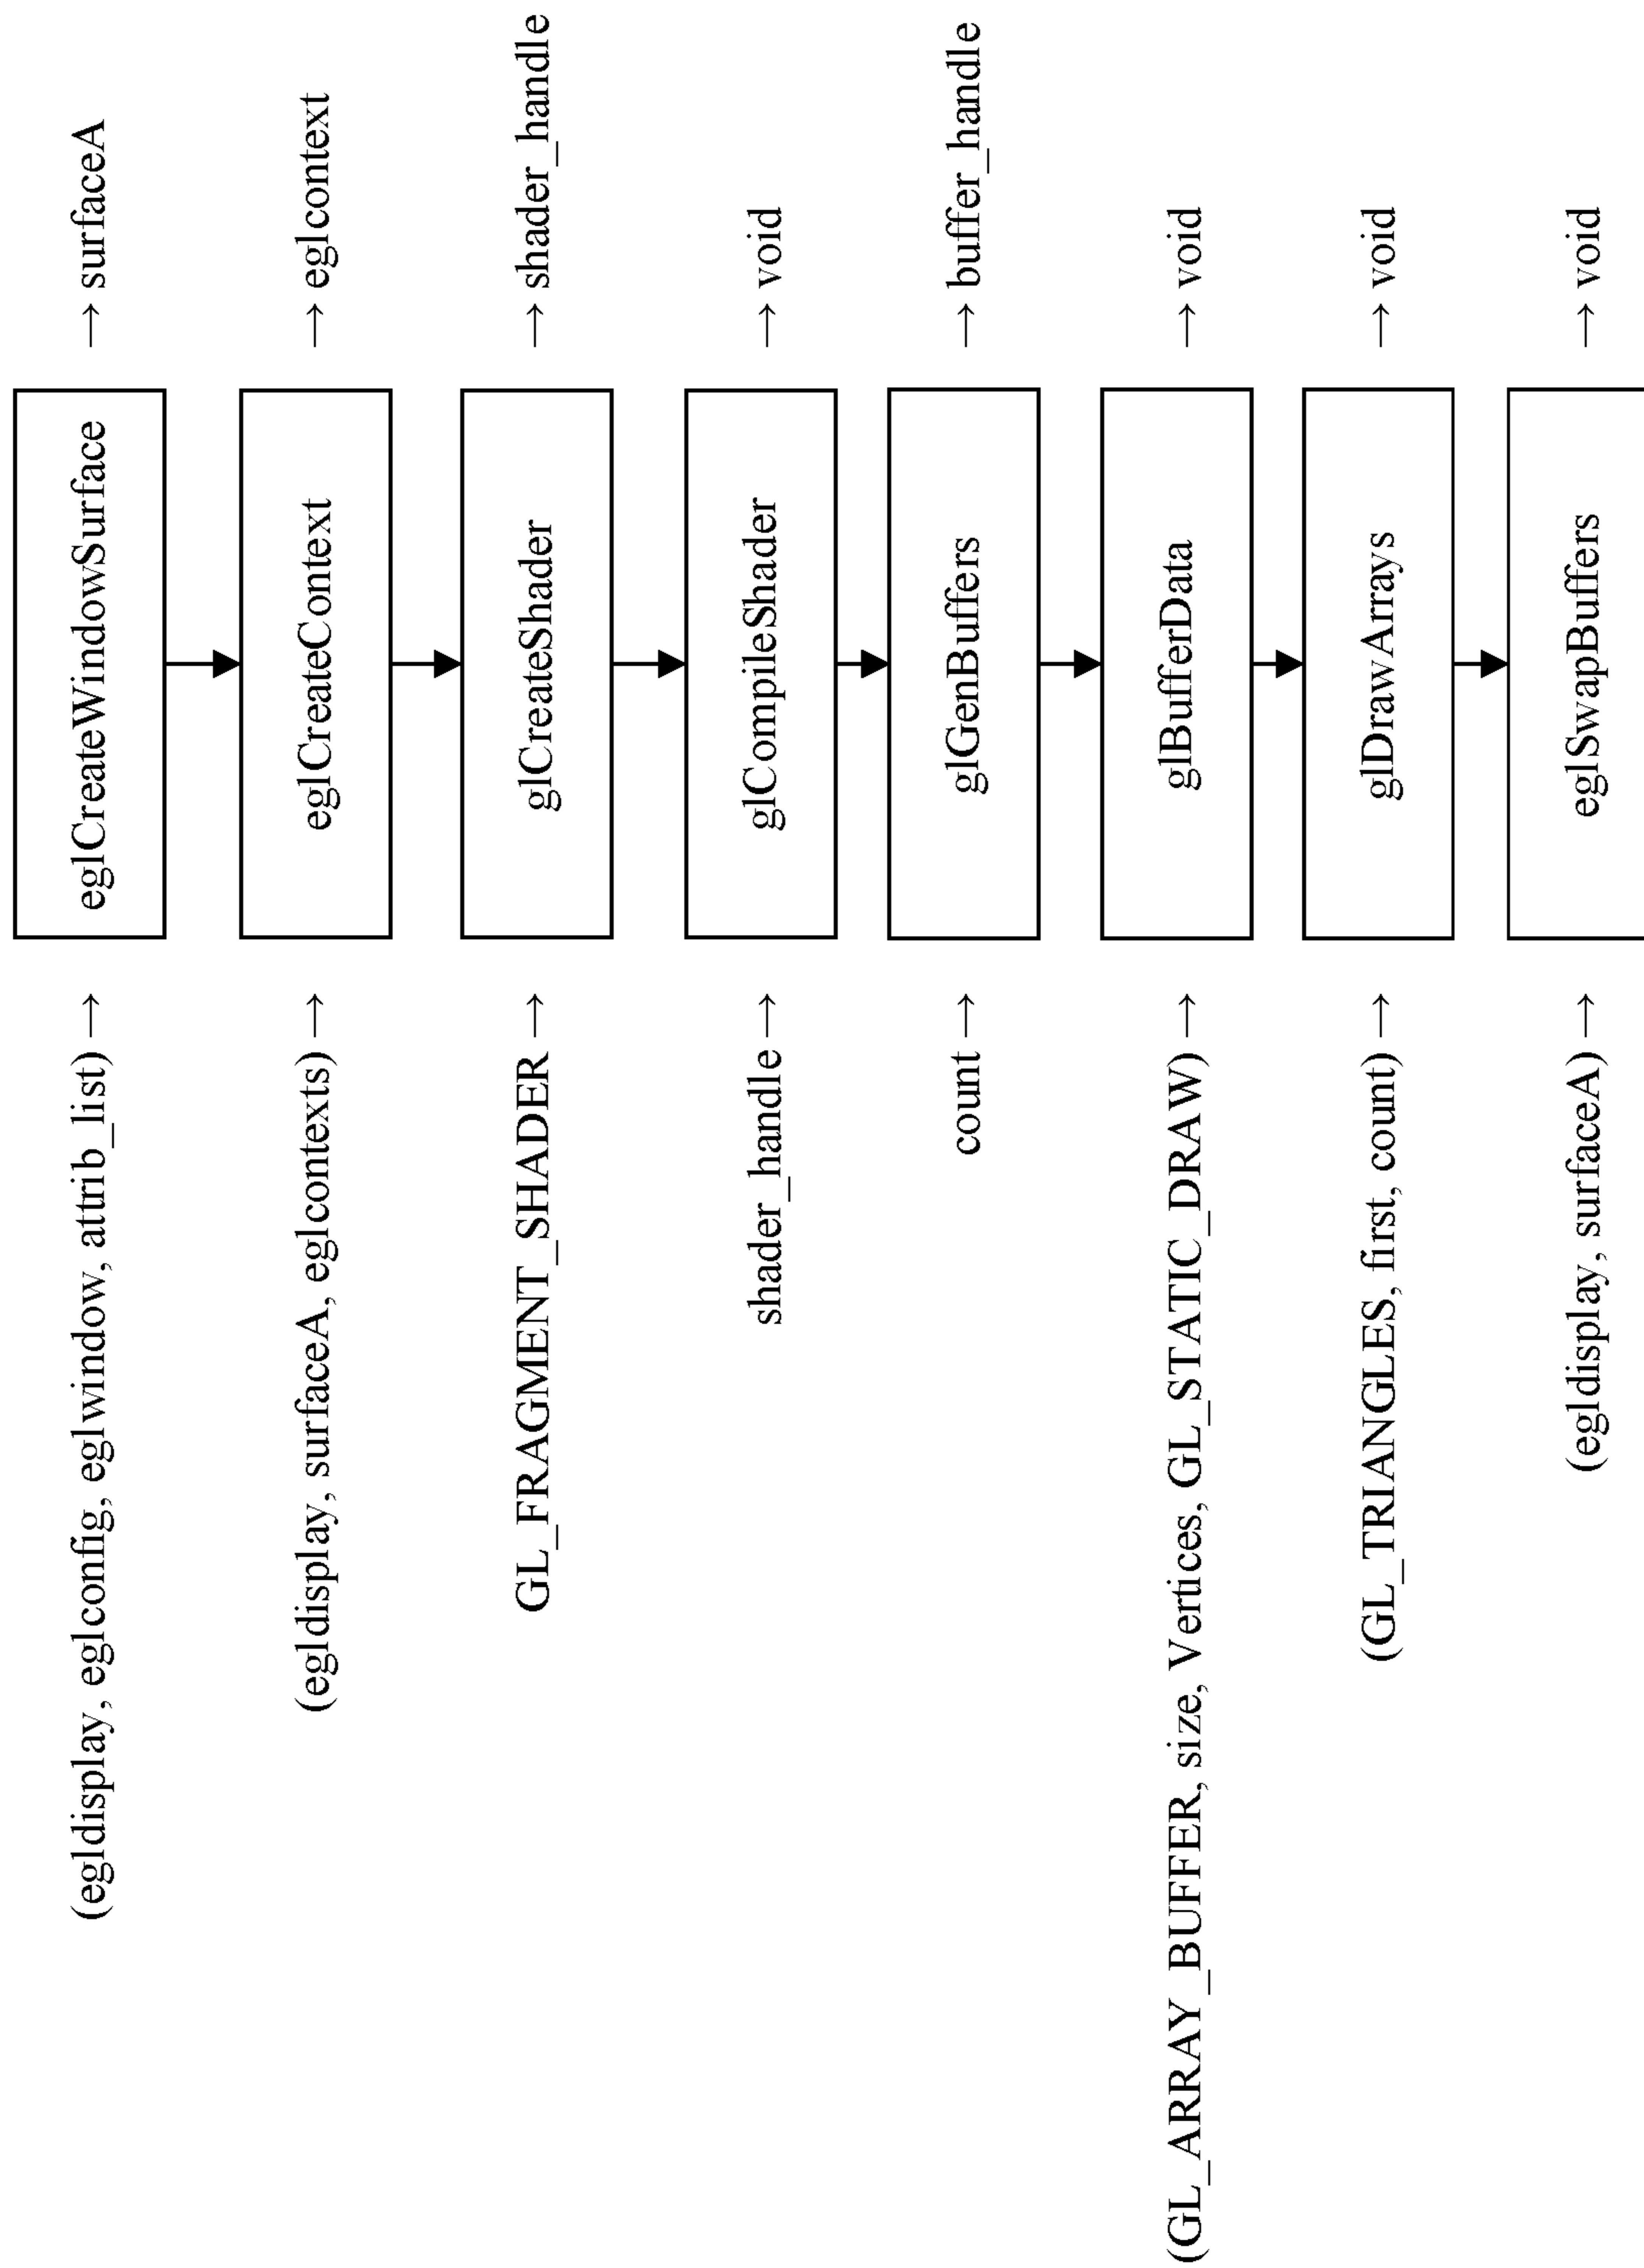 (egldisplay, eglconfig, eglwindow, attrib_list) → eglCreateWindowSurface → surfaceA
(egldisplay, surfaceA, eglcontexts) → eglCreateContext → eglcontext
GL_FRAGMENT_SHADER → glCreateShader → shader_handle
shader_handle → glCompileShader → void
count → glGenBuffers → buffer_handle
(GL_ARRAY_BUFFER, size, Vertices, GL_STATIC_DRAW) → glBufferData → void
(GL_TRIANGLES, first, count) → glDrawArrays → void
(egldisplay, surfaceA) → eglSwapBuffers → void